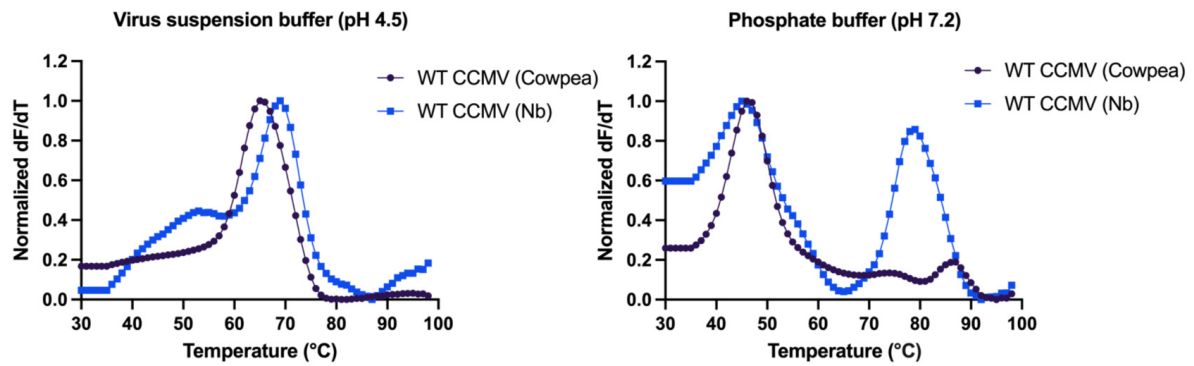 Virus suspension buffer (pH 4.5)
Normalized dF/dT
1.2
1.0
0.8
0.6
0.4
0.2
0.0
WT CCMV (Cowpea)
WT CCMV (Nb)
30 40 50 60 70 80 90 100
Temperature (°C)
Phosphate buffer (pH 7.2)
Normalized dF/dT
1.2
1.0
0.8
0.6
0.4
0.2
0.0
WT CCMV (Cowpea)
WT CCMV (Nb)
30 40 50 60 70 80 90 100
Temperature (°C)